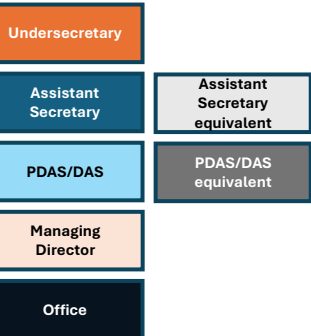 Undersecretary
Assistant
Secretary
Assistant
Secretary
equivalent
PDAS/DAS
PDAS/DAS
equivalent
Managing
Director
Office